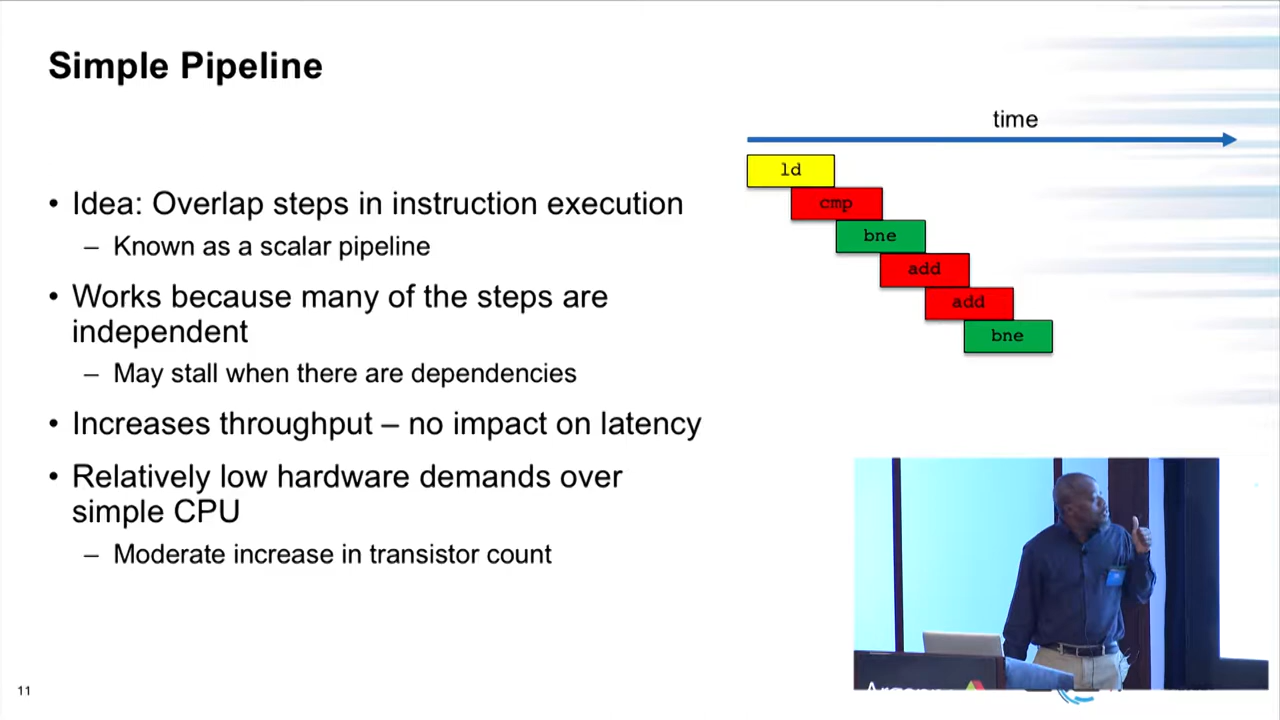 Simple Pipeline
time
ld
cmp
bne
add
add
bne
• Idea: Overlap steps in instruction execution
– Known as a scalar pipeline
• Works because many of the steps are
independent
– May stall when there are dependencies
• Increases throughput – no impact on latency
• Relatively low hardware demands over
simple CPU
– Moderate increase in transistor count
11